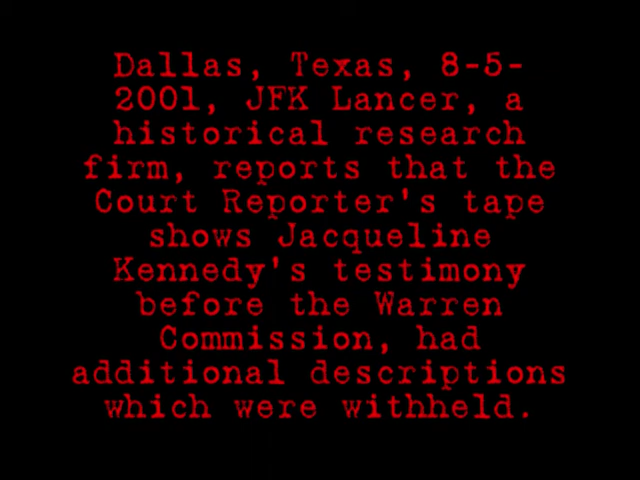 Dallas, Texas, 8-5-
2001, JFK Lancer, a
historical research
firm, reports that the
Court Reporter's tape
shows Jacqueline
Kennedy's testimony
before the Warren
Commission, had
additional descriptions
which were withheld.